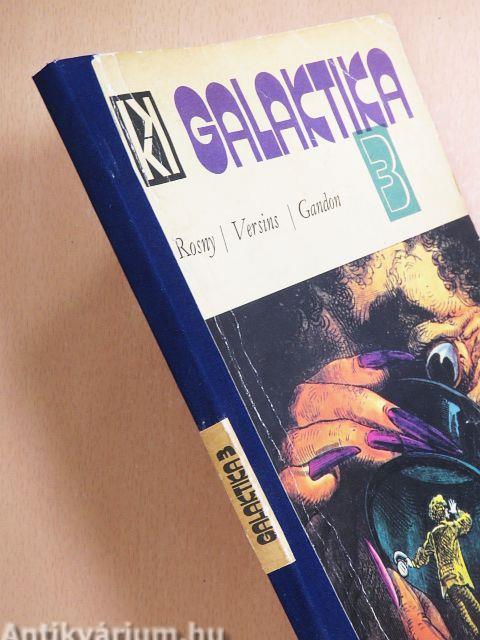 GALAKTIKA
3
Rosny / Versins / Gandon
GALAKTIKA 3
Antikvárium.hu